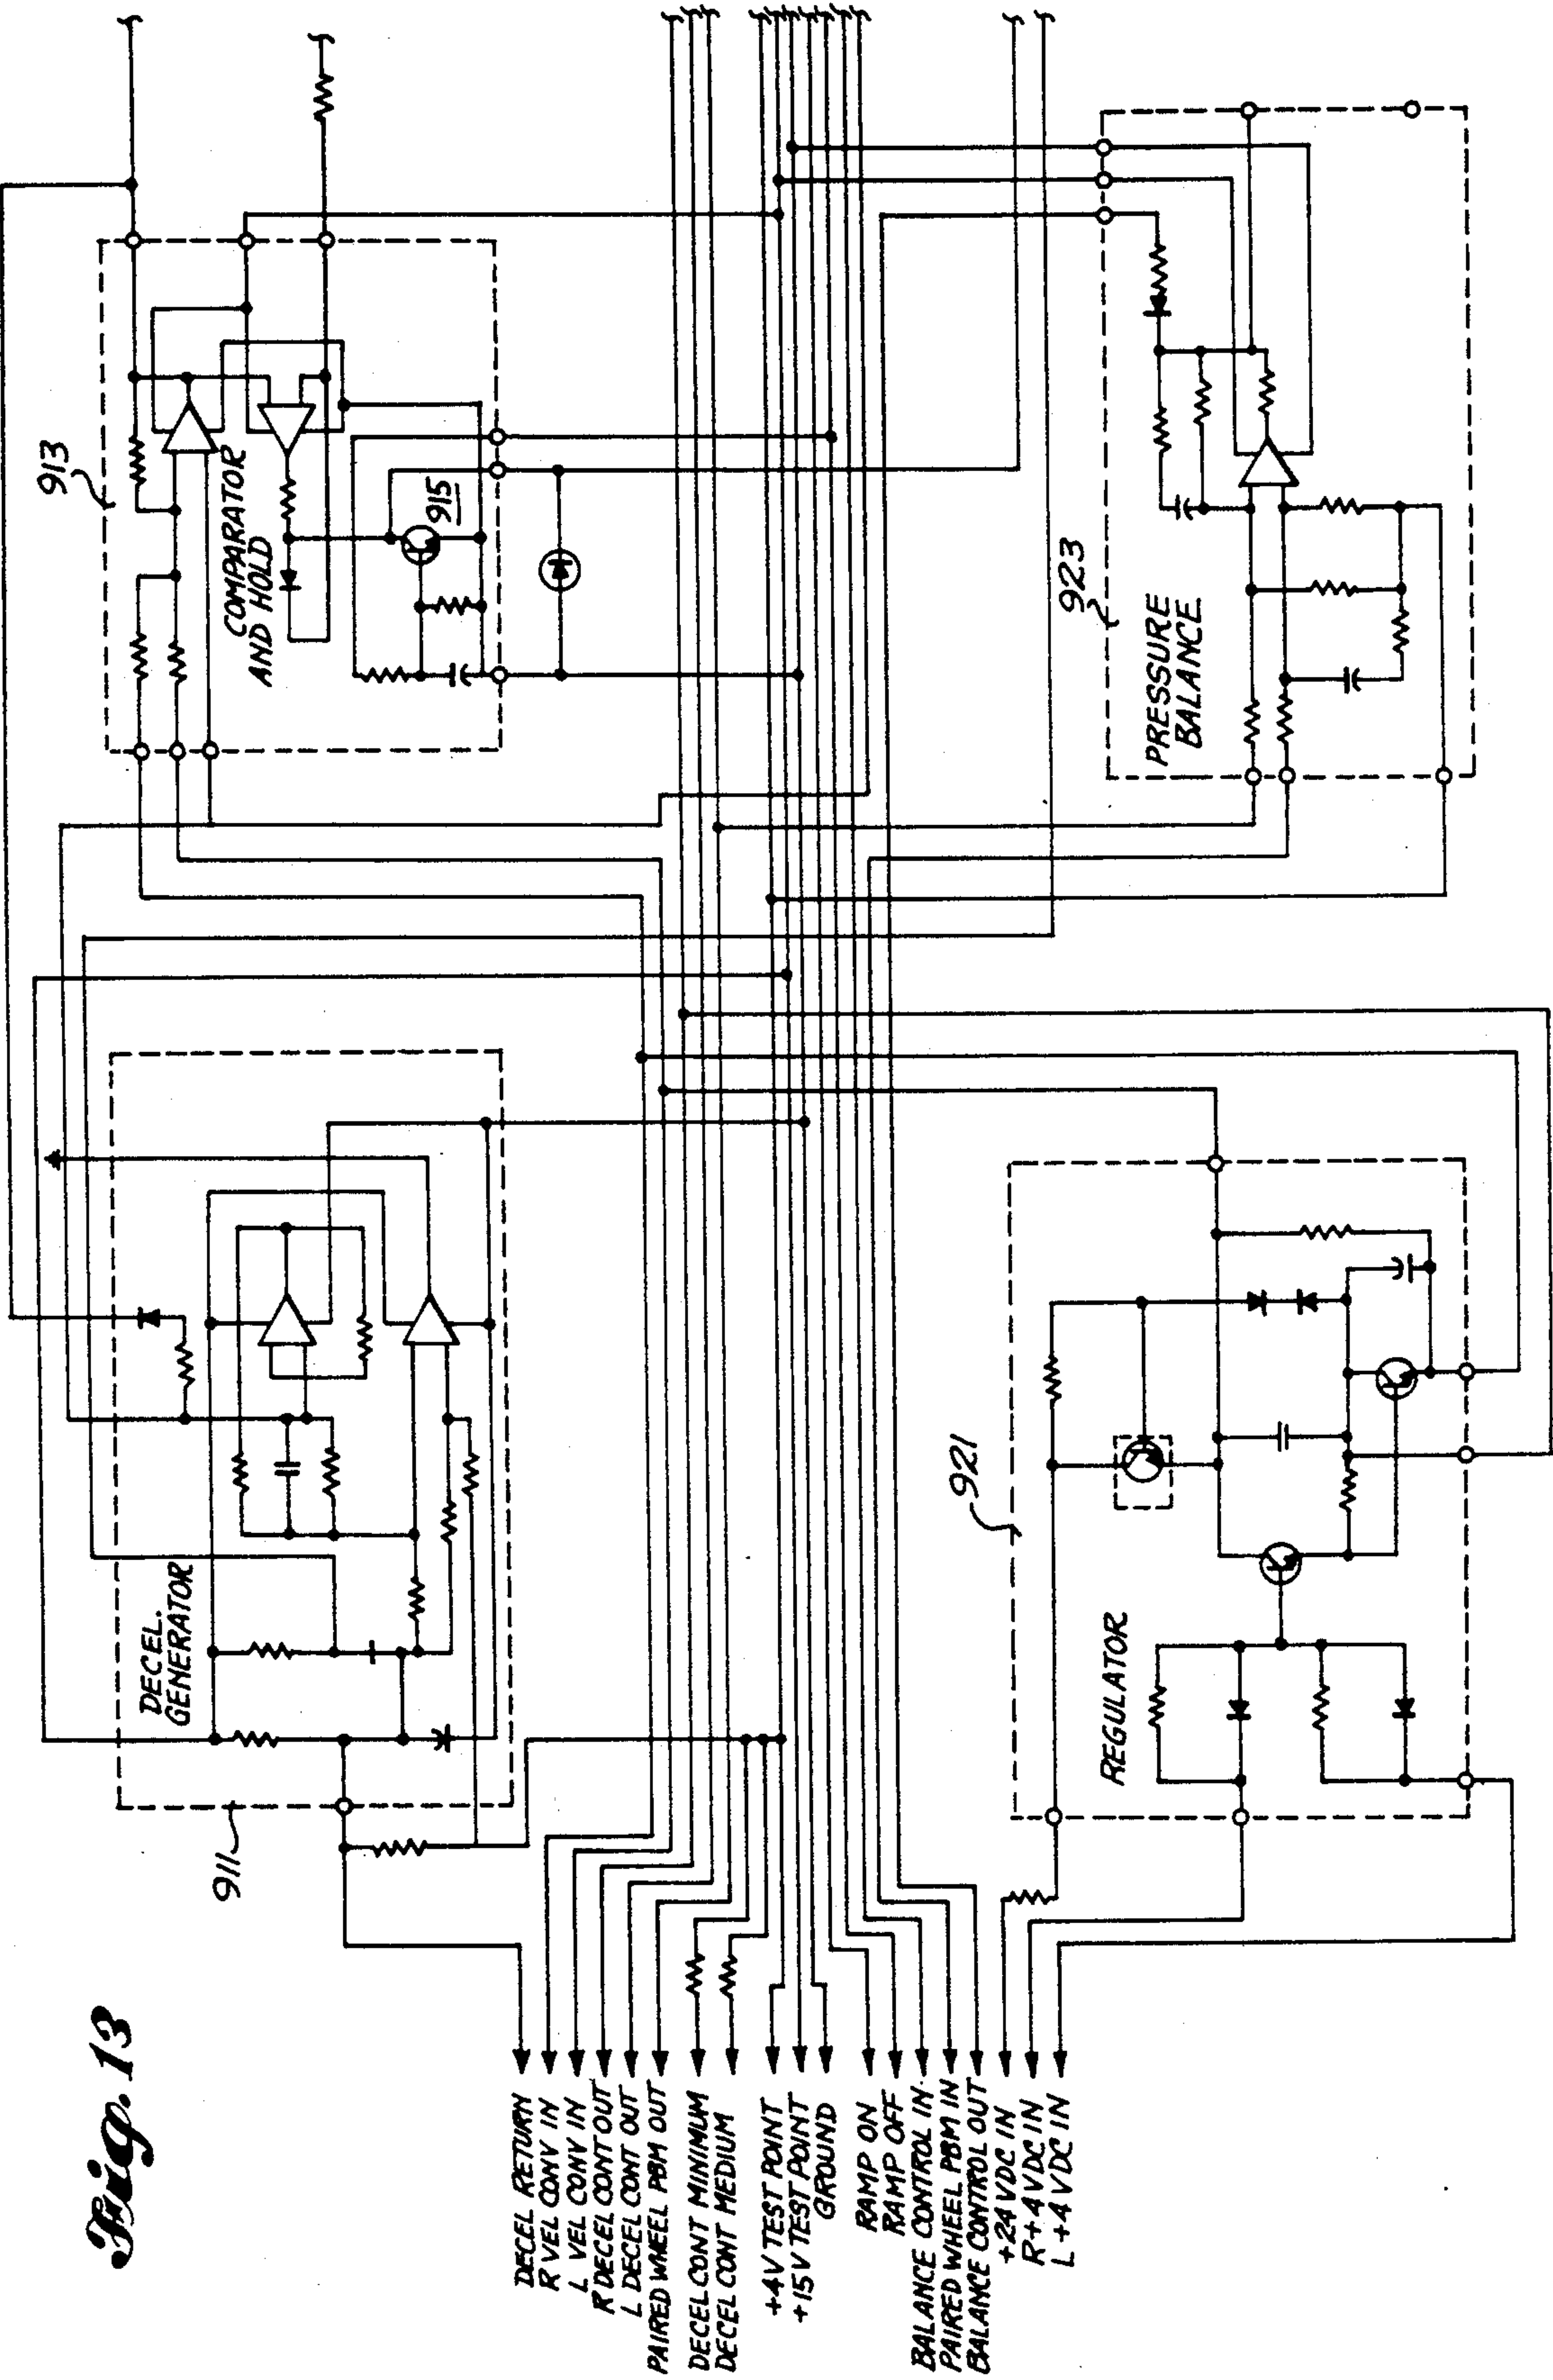 Fig. 13
DECEL RETURN
R VEL CONV IN
L VEL CONV IN
R DECEL CONT OUT
L DECEL CONT OUT
PAIRED WHEEL PBM OUT
DECEL CONT MINIMUM
DECEL CONT MEDIUM
+4V TEST POINT
+15V TEST POINT
GROUND
RAMP ON
RAMP OFF
BALANCE CONTROL IN
PAIRED WHEEL PBM IN
BALANCE CONTROL OUT
+24 VDC IN
R+4 VDC IN
L+4 VDC IN
911
DECEL.
GENERATOR
REGULATOR
921
913
COMPARATOR
AND HOLD
915
923
PRESSURE
BALANCE